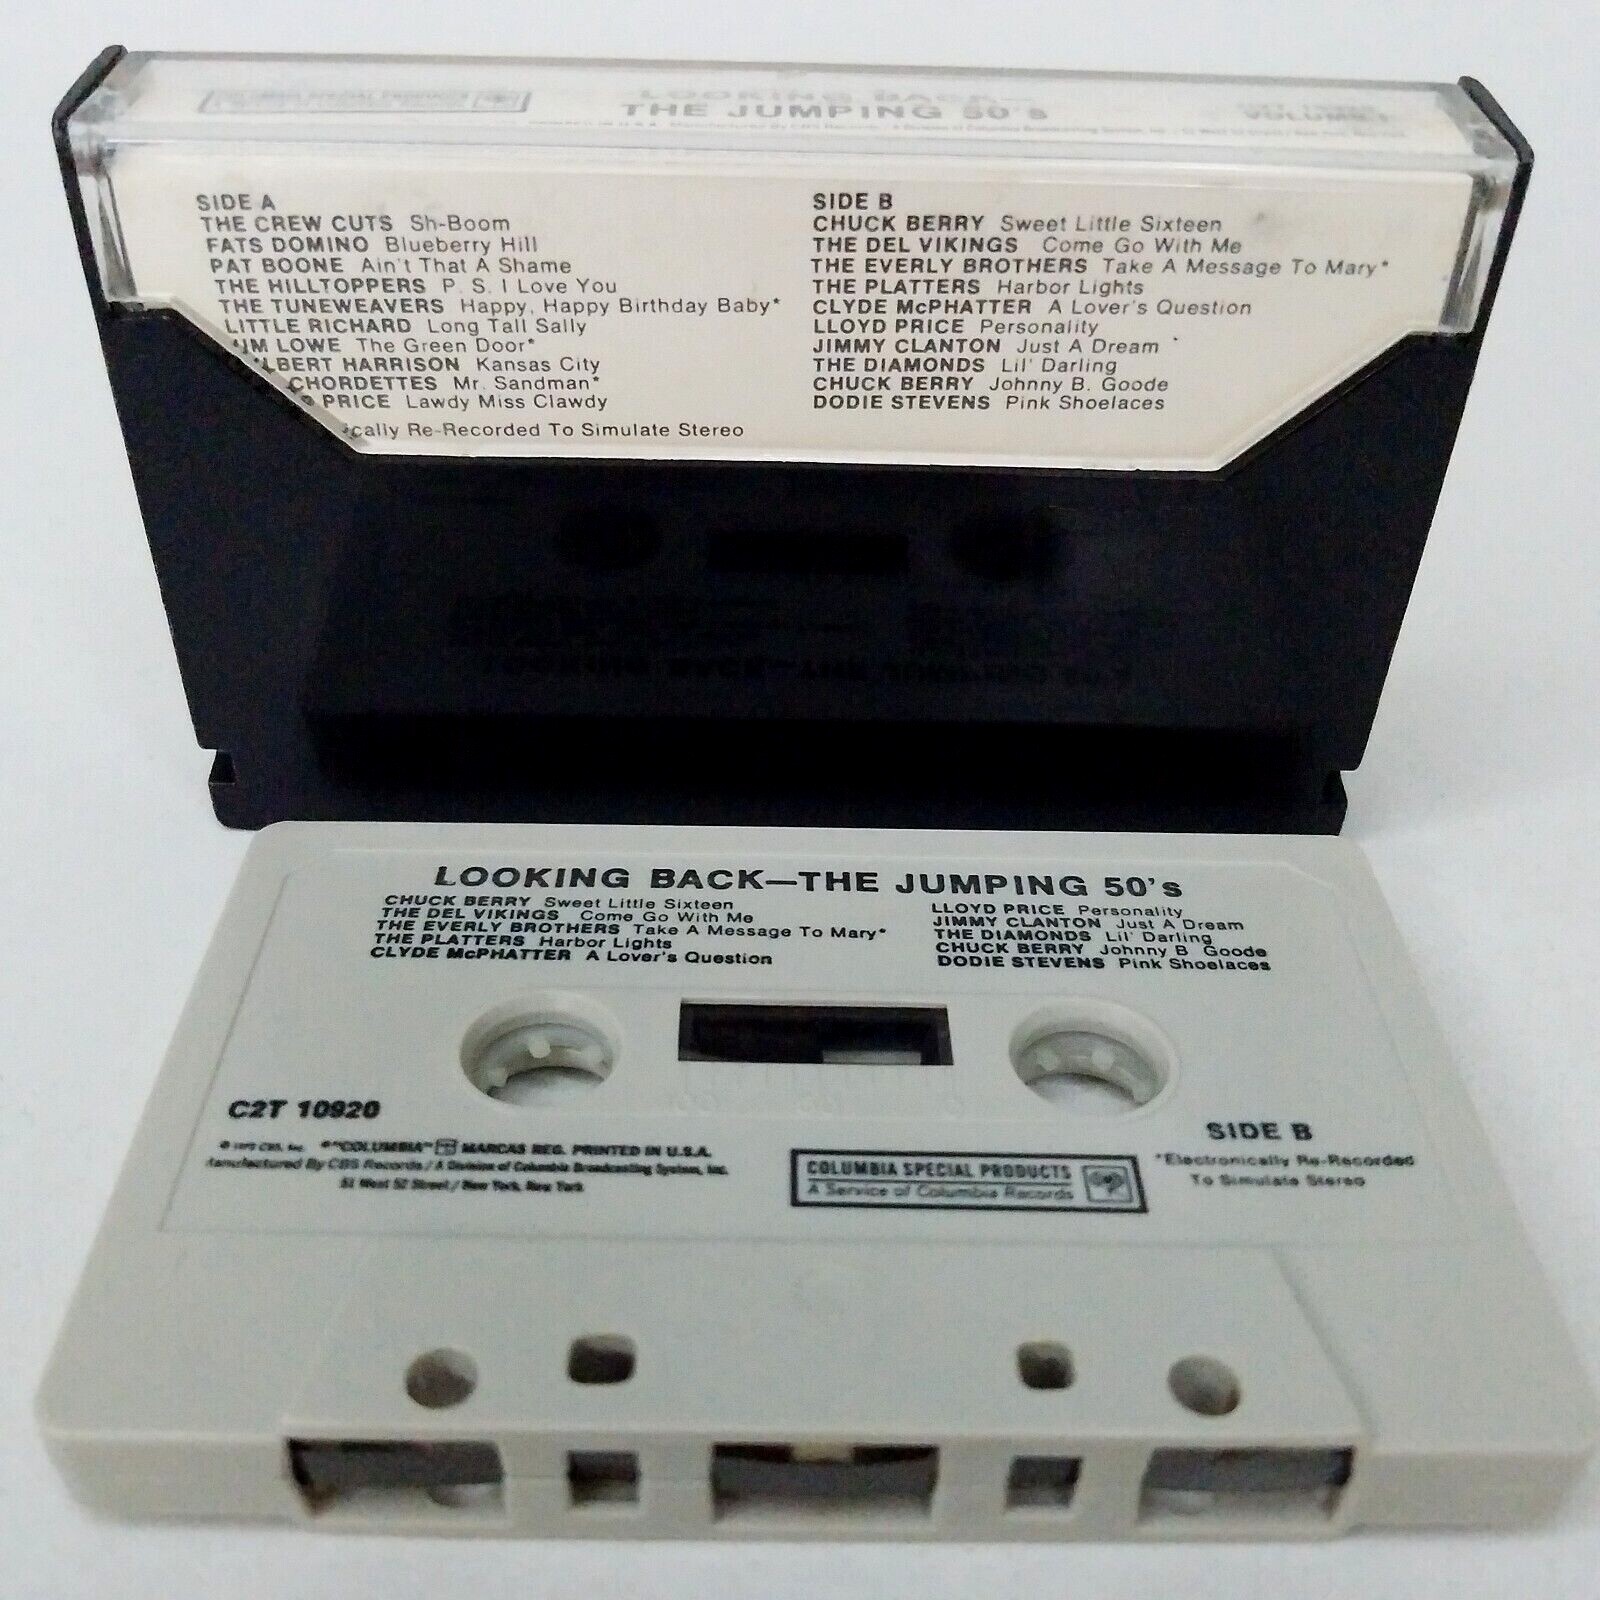 COLUMBIA SPECIAL PRODUCTS
LOOKING BACK—
THE JUMPING 50's
VOLUME 1
SIDE A
THE CREW CUTS Sh-Boom
FATS DOMINO Blueberry Hill
PAT BOONE Ain't That A Shame
THE HILLTOPPERS P. S. I Love You
THE TUNEWEAVERS Happy, Happy Birthday Baby*
LITTLE RICHARD Long Tall Sally
LOWE The Green Door*
HARRISON Kansas City
CHORDETTES Mr. Sandman*
PRICE Lawdy Miss Clawdy
Re-Recorded To Simulate Stereo
SIDE B
CHUCK BERRY Sweet Little Sixteen
THE DEL VIKINGS Come Go With Me
THE EVERLY BROTHERS Take A Message To Mary*
THE PLATTERS Harbor Lights
CLYDE McPHATTER A Lover's Question
LLOYD PRICE Personality
JIMMY CLANTON Just A Dream
THE DIAMONDS Lil' Darling
CHUCK BERRY Johnny B. Goode
DODIE STEVENS Pink Shoelaces
LOOKING BACK—THE JUMPING 50's
CHUCK BERRY Sweet Little Sixteen
THE DEL VIKINGS Come Go With Me
THE EVERLY BROTHERS Take A Message To Mary*
THE PLATTERS Harbor Lights
CLYDE McPHATTER A Lover's Question
LLOYD PRICE Personality
JIMMY CLANTON Just A Dream
THE DIAMONDS Lil' Darling
CHUCK BERRY Johnny B Goode
DODIE STEVENS Pink Shoelaces
C2T 10920
CBS, Inc. "COLUMBIA" MARCAS REG. PRINTED IN U.S.A.
Manufactured By CBS Records / A Division of Columbia Broadcasting System, Inc.
51 West 52 Street / New York, New York
COLUMBIA SPECIAL PRODUCTS
A Service of Columbia Records
SIDE B
*Electronically Re-Recorded
To Simulate Stereo